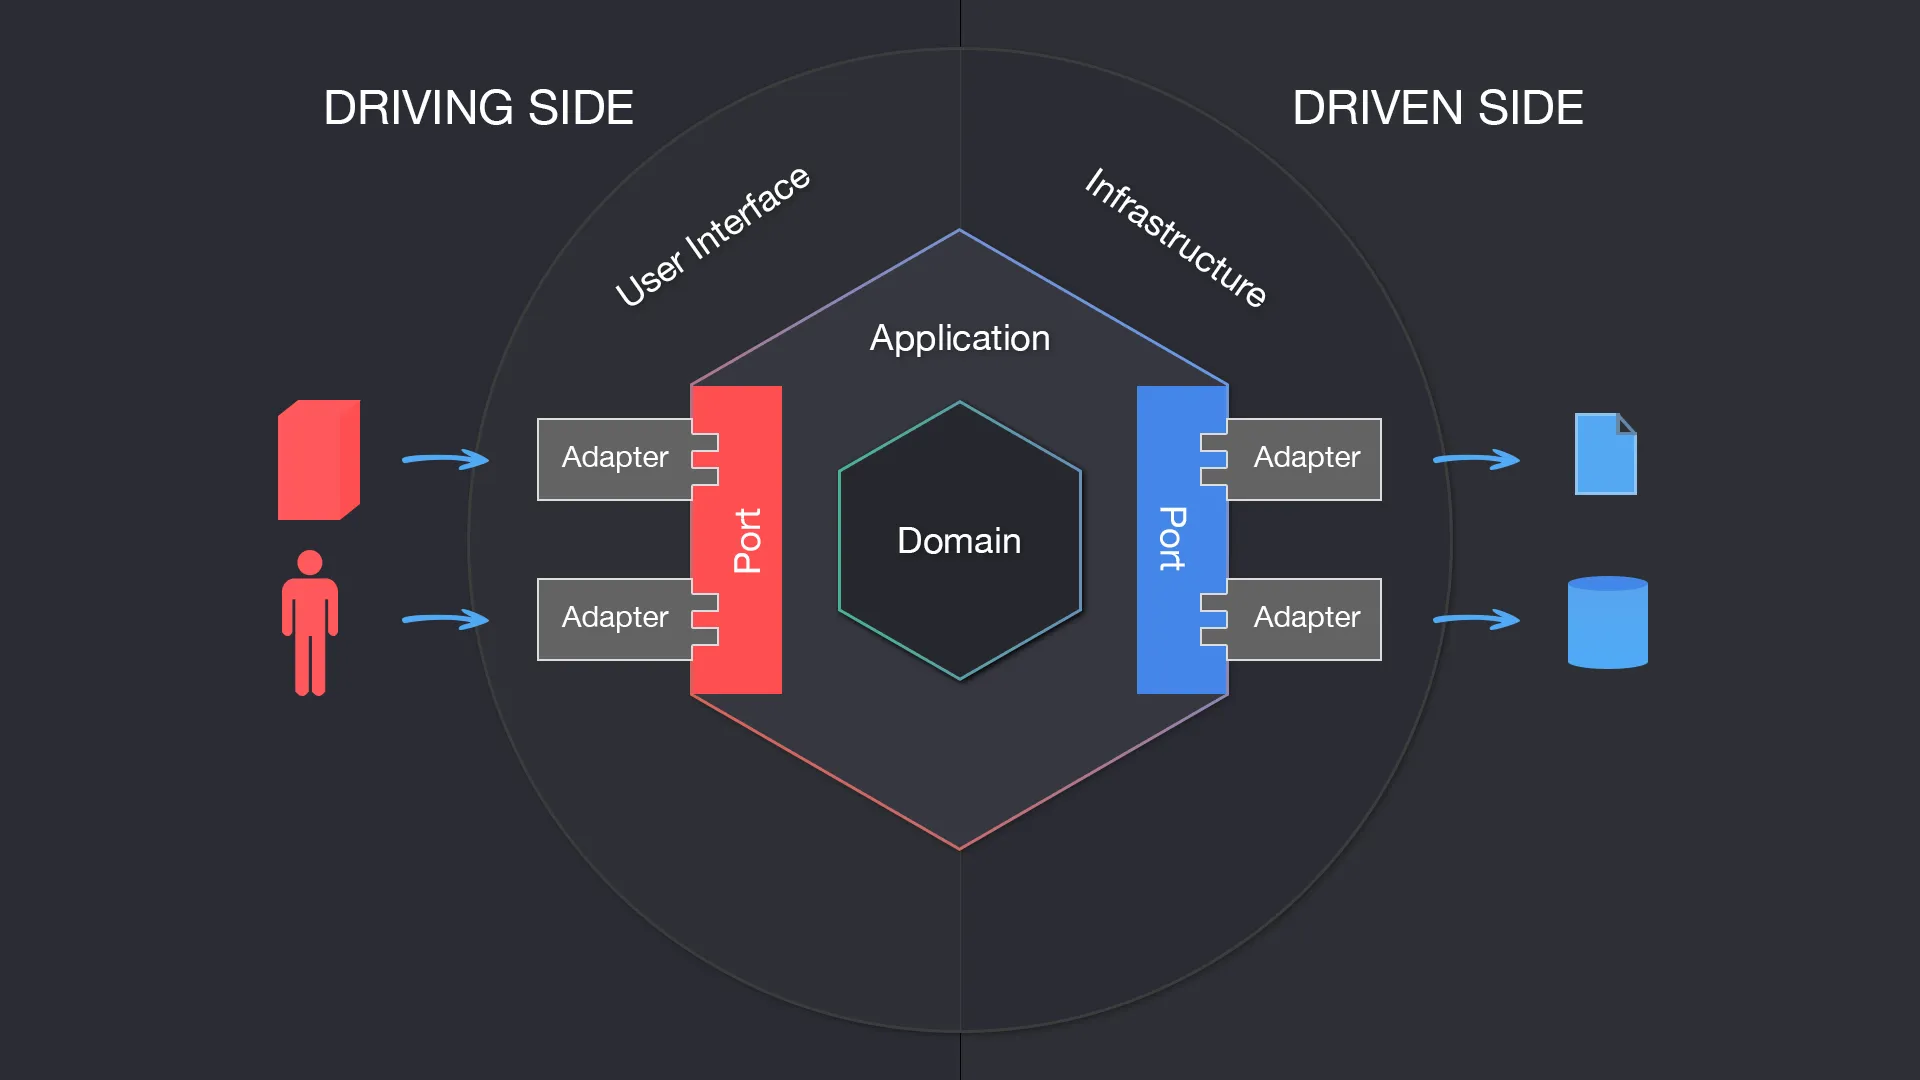 DRIVING SIDE
DRIVEN SIDE
User Interface
Infrastructure
Application
Adapter
Adapter
Port
Domain
Port
Adapter
Adapter